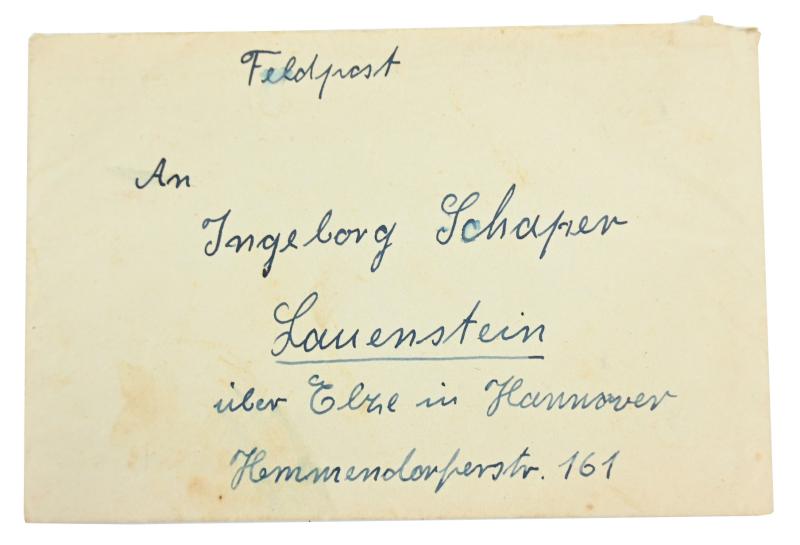 Feldpost
An
Ingeborg Schaper
Lauenstein
über Elze in Hannover
Hemmendorferstr. 161